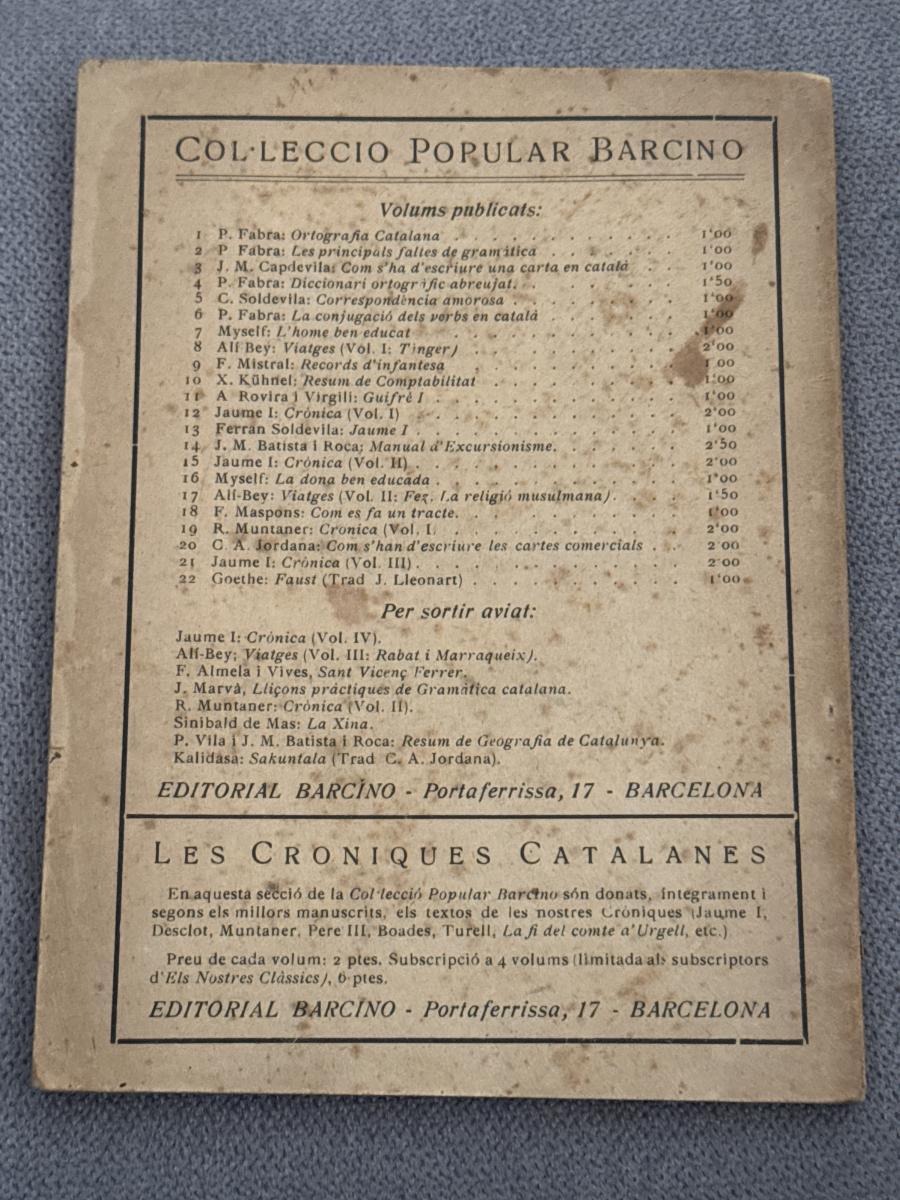 COL·LECCIO POPULAR BARCINO
Volums publicats:
1 P. Fabra: Ortografia Catalana . . . . . . . . . . . 1'00
2 P Fabra: Les principals faltes de gramàtica . . . . . . 1'00
3 J. M. Capdevila: Com s'ha d'escriure una carta en català . . 1'00
4 P. Fabra: Diccionari ortogràfic abreujat. . . . . . . . 1'50
5 C. Soldevila: Correspondència amorosa . . . . . . . . 1'00
6 P. Fabra: La conjugació dels verbs en català . . . . . . 1'00
7 Myself: L'home ben educat . . . . . . . . . . . 1'00
8 Alí Bey: Viatges (Vol. I: Tànger) . . . . . . . . . . 2'00
9 F. Mistral: Records d'infantesa . . . . . . . . . . 1 00
10 X. Kühnel: Resum de Comptabilitat . . . . . . . . . 1'00
11 A Rovira i Virgili: Guifré I . . . . . . . . . . . 1'00
12 Jaume I: Crònica (Vol. I) . . . . . . . . . . . . 2'00
13 Ferran Soldevila: Jaume I . . . . . . . . . . . . 1'00
14 J. M. Batista i Roca: Manual d'Excursionisme. . . . . . 2'50
15 Jaume I: Crònica (Vol. II) . . . . . . . . . . . . 2'00
16 Myself: La dona ben educada . . . . . . . . . . . 1'00
17 Alí-Bey: Viatges (Vol. II: Fez. La religió musulmana) . . . . 1'50
18 F. Maspons: Com es fa un tracte. . . . . . . . . . 1'00
19 R. Muntaner: Cronica (Vol. I. . . . . . . . . . . 2'00
20 C. A. Jordana: Com s'han d'escriure les cartes comercials . . 2 00
21 Jaume I: Crònica (Vol. III) . . . . . . . . . . . . 2 00
22 Goethe: Faust (Trad J. Lleonart) . . . . . . . . . . 1'00
Per sortir aviat:
Jaume I: Crònica (Vol. IV).
Alí-Bey; Viatges (Vol. III: Rabat i Marraqueix).
F. Almela i Vives, Sant Vicenç Ferrer.
J. Marvà, Lliçons pràctiques de Gramàtica catalana.
R. Muntaner: Crònica (Vol. II).
Sinibald de Mas: La Xina.
P. Vila i J. M. Batista i Roca: Resum de Geografia de Catalunya.
Kalidasa: Sakuntala (Trad C. A. Jordana).
EDITORIAL BARCINO - Portaferrissa, 17 - BARCELONA
LES CRONIQUES CATALANES
En aquesta secció de la Col·lecció Popular Barcino són donats, íntegrament i
segons els millors manuscrits, els textos de les nostres Cròniques (Jaume I,
Desclot, Muntaner, Pere III, Boades, Turell, La fi del comte d'Urgell, etc.)
Preu de cada volum: 2 ptes. Subscripció a 4 volums (limitada als subscriptors
d'Els Nostres Clàssics), 6 ptes.
EDITORIAL BARCINO - Portaferrissa, 17 - BARCELONA